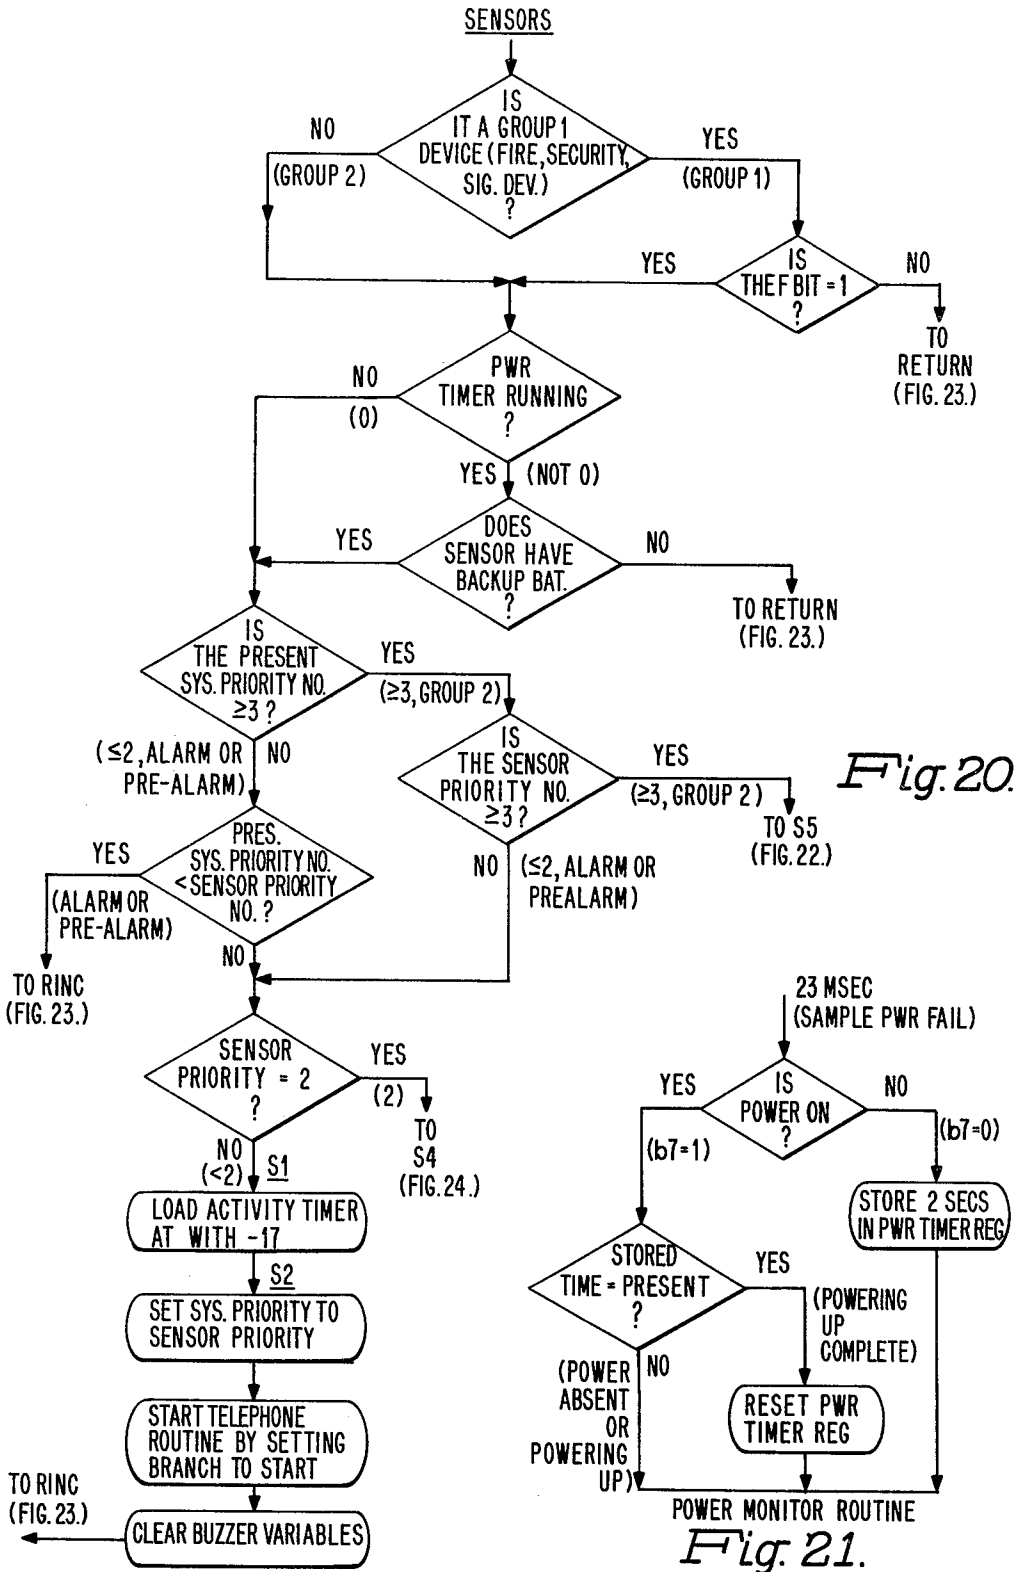 SENSORS
IS
IT A GROUP 1
DEVICE (FIRE, SECURITY,
SIG. DEV.)
?
NO
(GROUP 2)
YES
(GROUP 1)
IS
THE F BIT = 1
?
YES
NO
TO
RETURN
(FIG. 23.)
PWR
TIMER RUNNING
?
NO
(0)
YES (NOT 0)
DOES
SENSOR HAVE
BACKUP BAT.
?
YES
NO
TO RETURN
(FIG. 23.)
IS
THE PRESENT
SYS. PRIORITY NO.
≥3 ?
YES
(≥3, GROUP 2)
(≤2, ALARM OR
PRE-ALARM)
NO
IS
THE SENSOR
PRIORITY NO.
≥3 ?
YES
(≥3, GROUP 2)
TO S5
(FIG. 22.)
Fig. 20.
NO
(≤2, ALARM OR
PREALARM)
PRES.
SYS. PRIORITY NO.
< SENSOR PRIORITY
NO. ?
YES
(ALARM OR
PRE-ALARM)
TO RINC
(FIG. 23.)
NO
SENSOR
PRIORITY = 2
?
YES
(2)
TO
S4
(FIG. 24.)
NO
(<2)
S1
LOAD ACTIVITY TIMER
AT WITH -17
S2
SET SYS. PRIORITY TO
SENSOR PRIORITY
START TELEPHONE
ROUTINE BY SETTING
BRANCH TO START
CLEAR BUZZER VARIABLES
TO RINC
(FIG. 23.)
23 MSEC
(SAMPLE PWR FAIL)
IS
POWER ON
?
YES
(b7=1)
NO
(b7=0)
STORE 2 SECS
IN PWR TIMER REG
STORED
TIME = PRESENT
?
YES
(POWERING
UP
COMPLETE)
NO
(POWER
ABSENT
OR
POWERING
UP)
RESET PWR
TIMER REG
POWER MONITOR ROUTINE
Fig. 21.